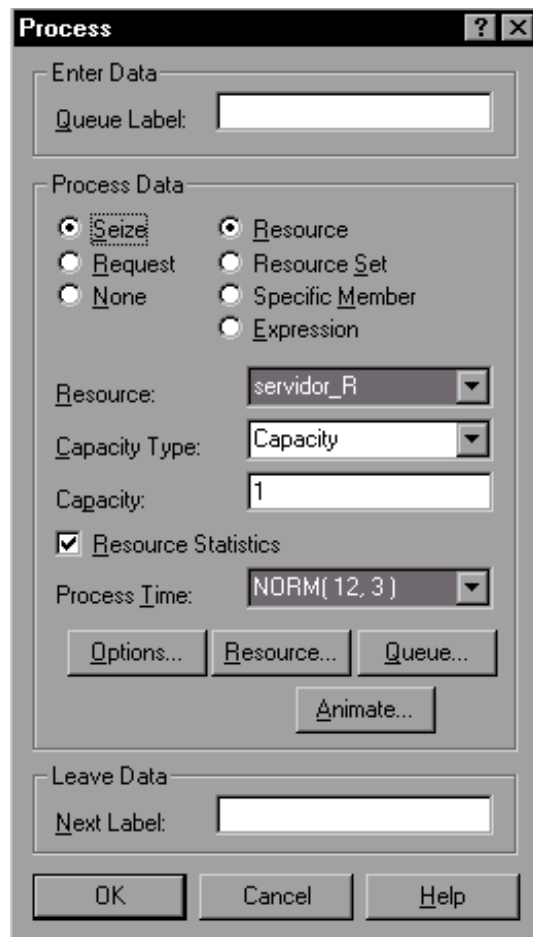 Process
Enter Data
Queue Label:
Process Data
Seize Resource
Request Resource Set
None Specific Member
Expression
Resource: servidor_R
Capacity Type: Capacity
Capacity: 1
Resource Statistics
Process Time: NORM( 12, 3 )
Options... Resource... Queue...
Animate...
Leave Data
Next Label:
OK Cancel Help